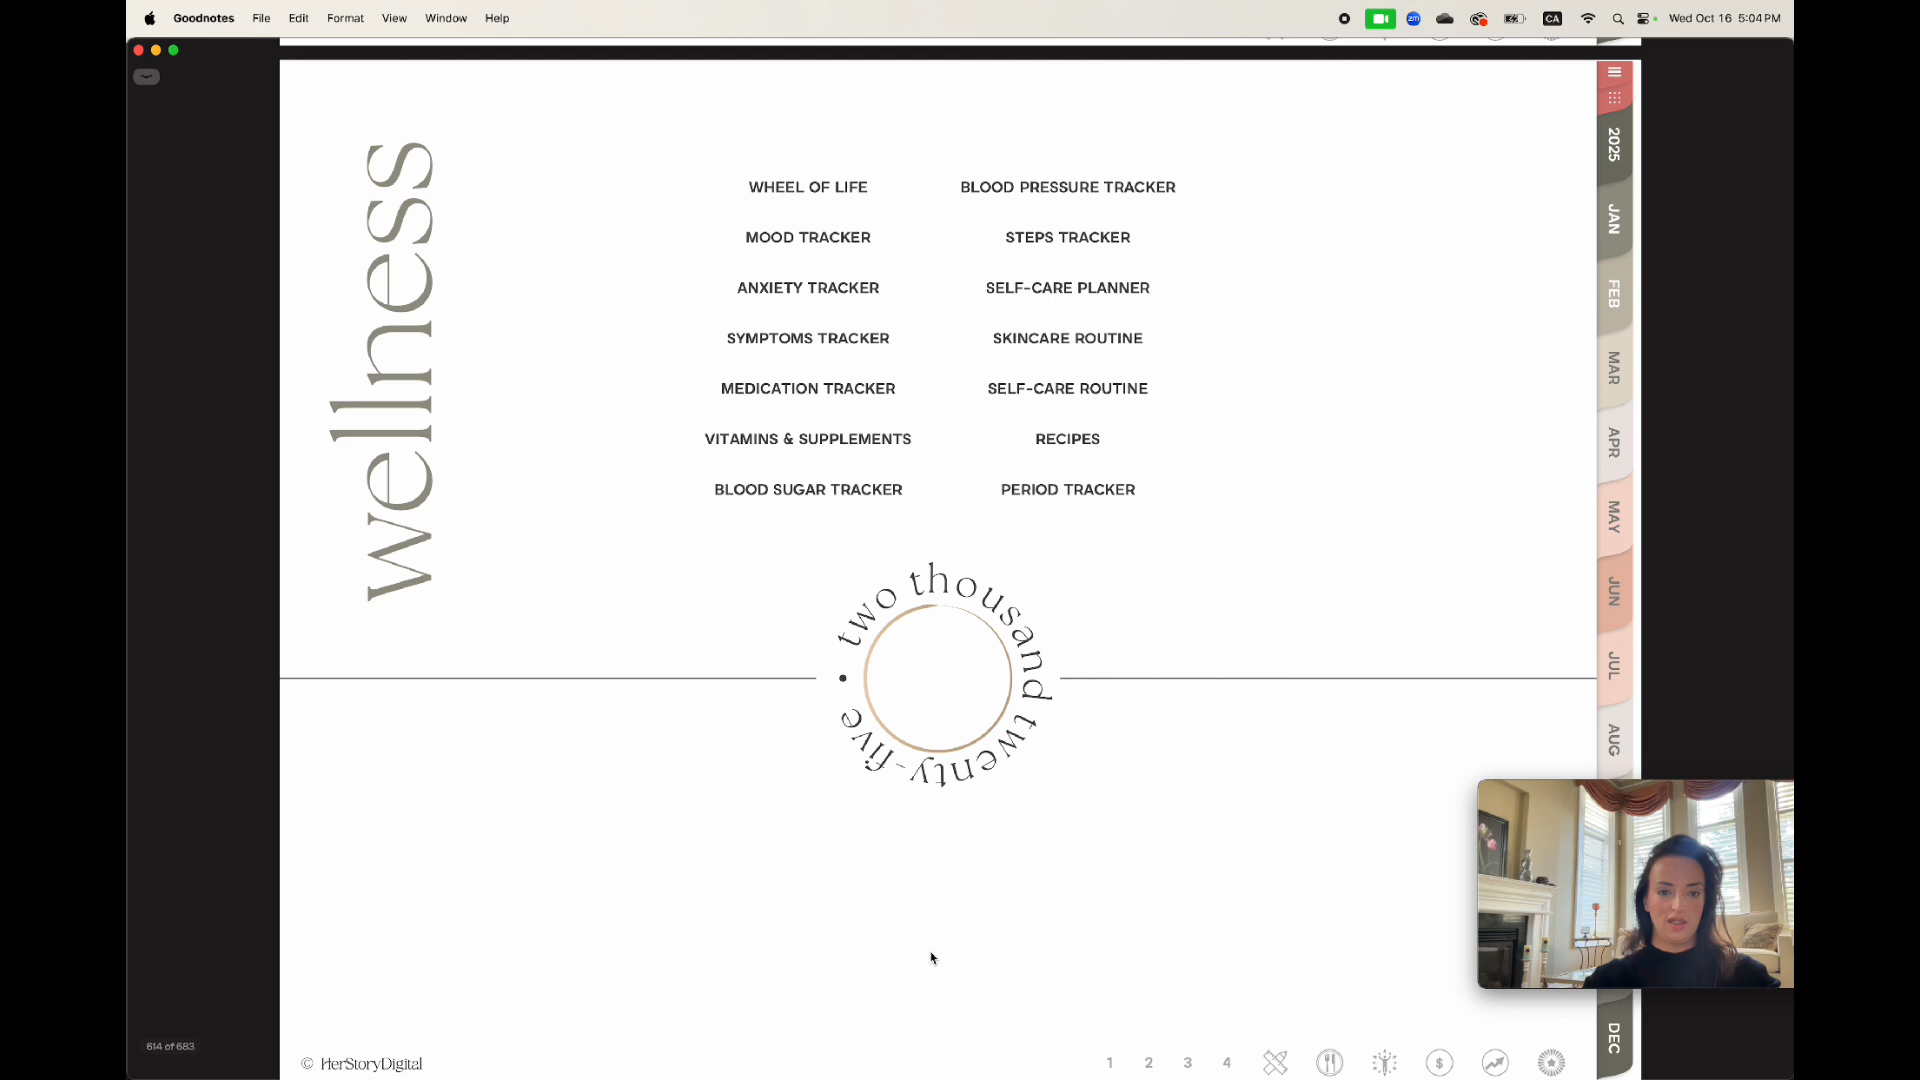 Goodnotes File Edit Format View Window Help
zm CA Wed Oct 16 5:04 PM
wellness
WHEEL OF LIFE BLOOD PRESSURE TRACKER
MOOD TRACKER STEPS TRACKER
ANXIETY TRACKER SELF-CARE PLANNER
SYMPTOMS TRACKER SKINCARE ROUTINE
MEDICATION TRACKER SELF-CARE ROUTINE
VITAMINS & SUPPLEMENTS RECIPES
BLOOD SUGAR TRACKER PERIOD TRACKER
two thousand twenty-five •
2025
JAN
FEB
MAR
APR
MAY
JUN
JUL
AUG
DEC
614 of 683
© HerStoryDigital
1 2 3 4 $